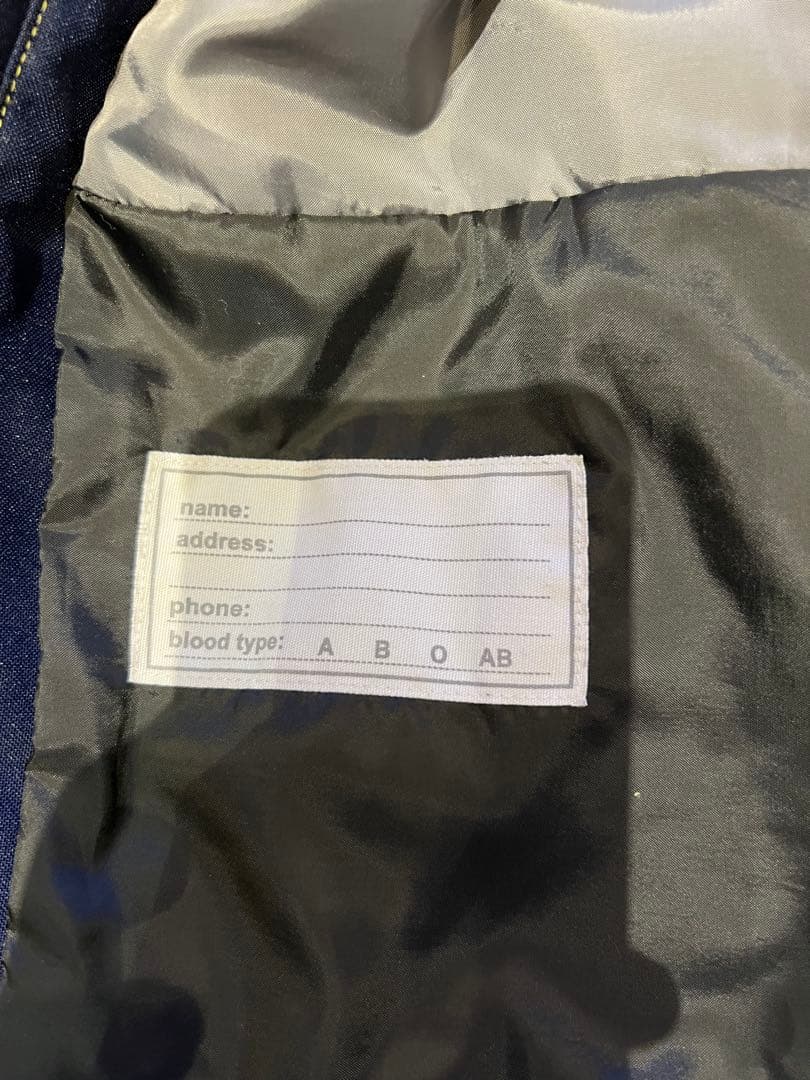 name:
address:
phone:
blood type: A B O AB